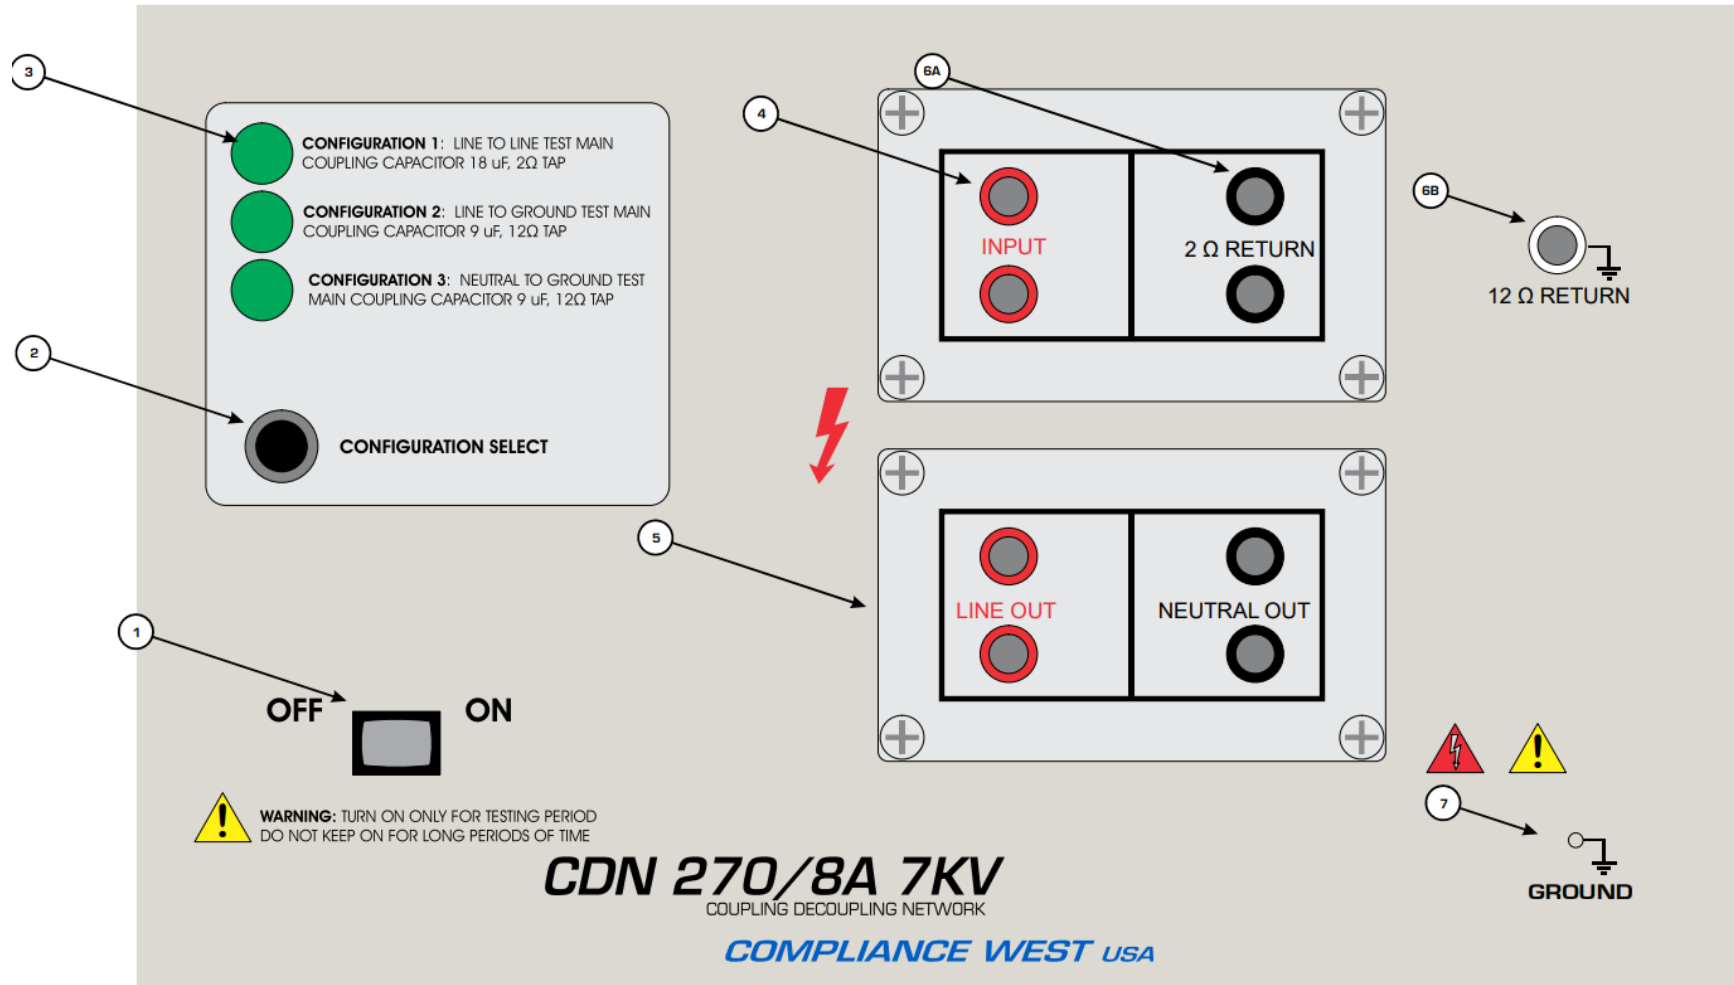 3
CONFIGURATION 1: LINE TO LINE TEST MAIN
COUPLING CAPACITOR 18 uF, 2Ω TAP
CONFIGURATION 2: LINE TO GROUND TEST MAIN
COUPLING CAPACITOR 9 uF, 12Ω TAP
CONFIGURATION 3: NEUTRAL TO GROUND TEST
MAIN COUPLING CAPACITOR 9 uF, 12Ω TAP
2
CONFIGURATION SELECT
4
6A
INPUT
2 Ω RETURN
6B
12 Ω RETURN
5
LINE OUT
NEUTRAL OUT
1
OFF
ON
! WARNING: TURN ON ONLY FOR TESTING PERIOD
DO NOT KEEP ON FOR LONG PERIODS OF TIME
!
7
GROUND
CDN 270/8A 7KV
COUPLING DECOUPLING NETWORK
COMPLIANCE WEST USA